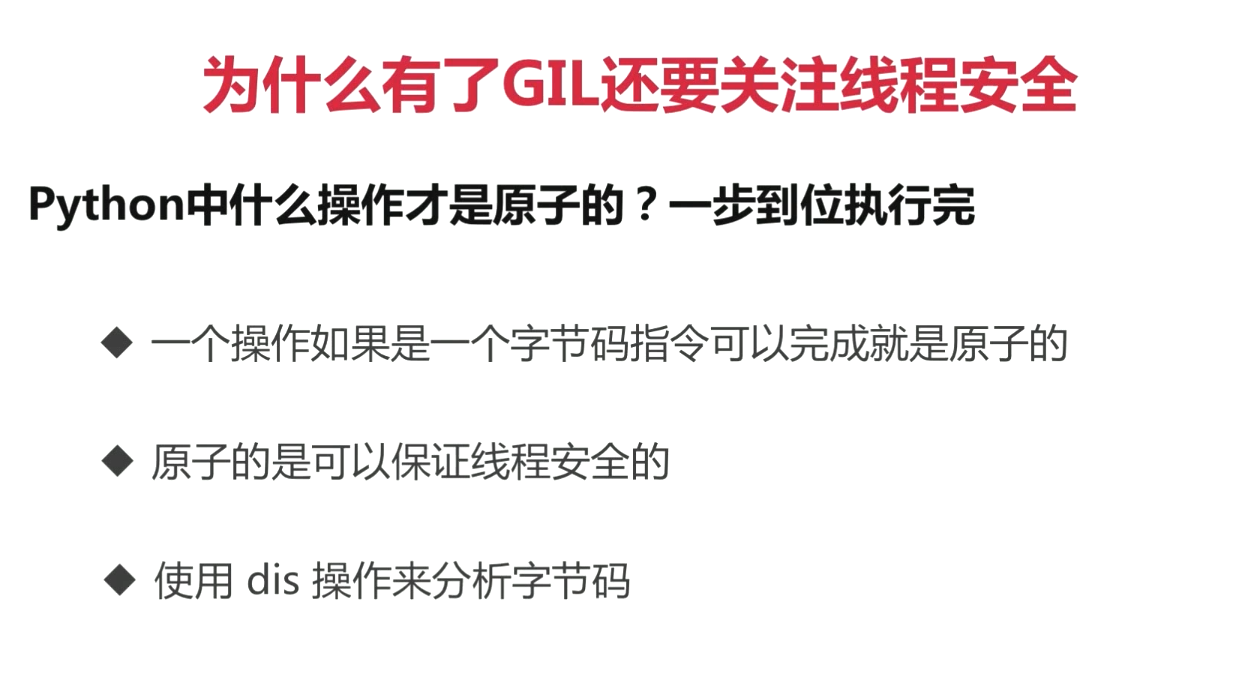 为什么有了GIL还要关注线程安全
Python中什么操作才是原子的？一步到位执行完
◆ 一个操作如果是一个字节码指令可以完成就是原子的
◆ 原子的是可以保证线程安全的
◆ 使用 dis 操作来分析字节码